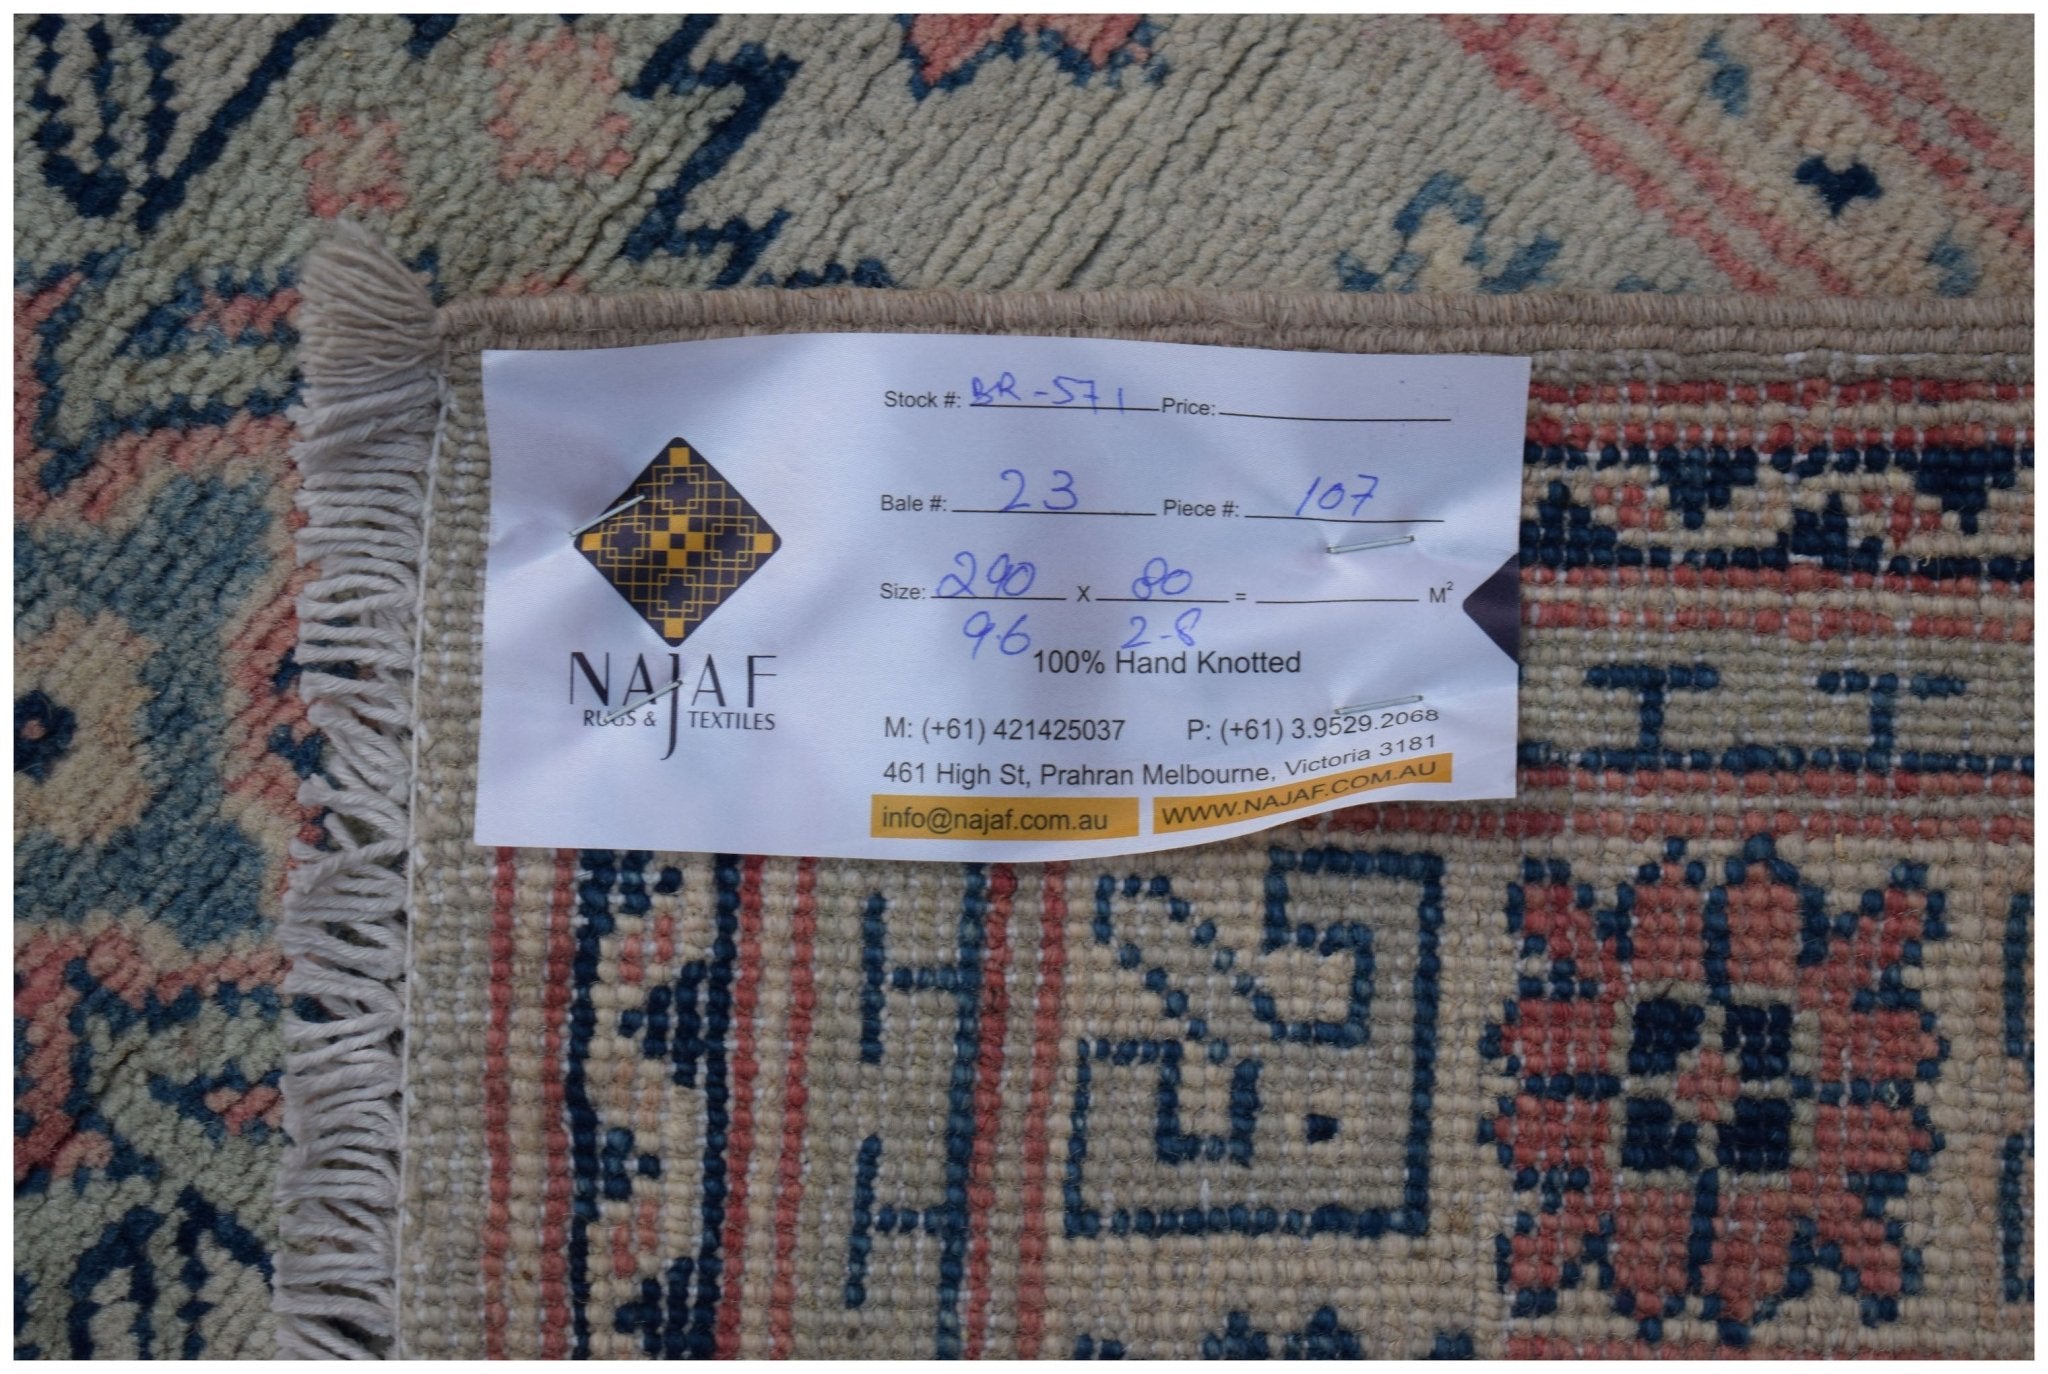 NAJAF
RUGS & TEXTILES
Stock #: BR-571 Price:
Bale #: 23 Piece #: 107
Size: 290 X 80 = M²
9.6 2-8
100% Hand Knotted
M: (+61) 421425037 P: (+61) 3.9529.2068
461 High St, Prahran Melbourne, Victoria 3181
info@najaf.com.au WWW.NAJAF.COM.AU